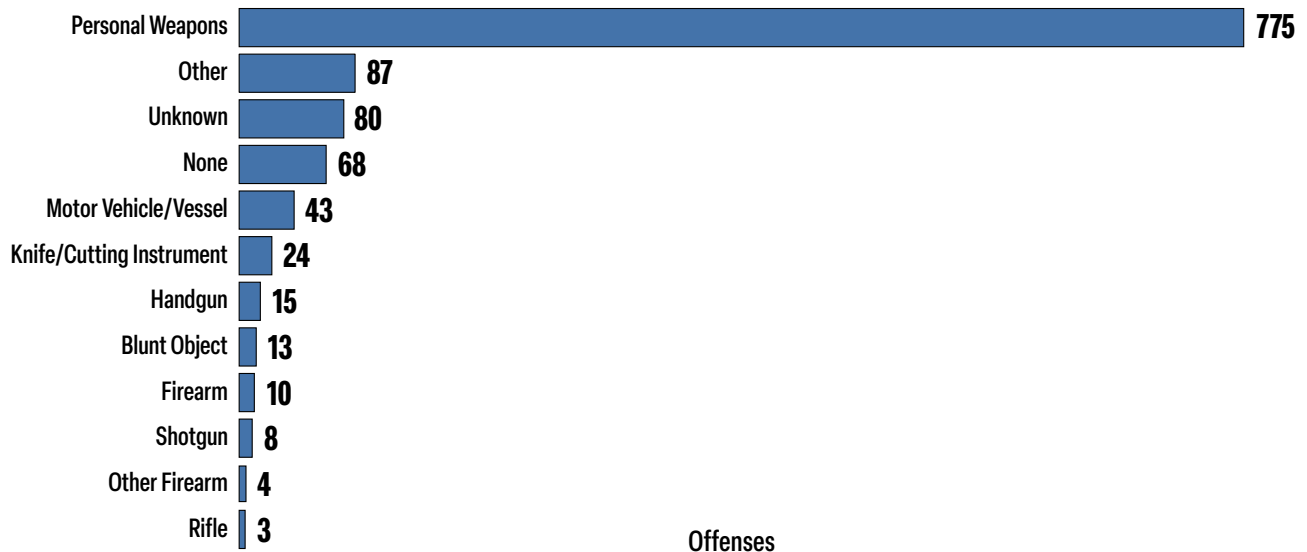 Personal Weapons 775
Other 87
Unknown 80
None 68
Motor Vehicle/Vessel 43
Knife/Cutting Instrument 24
Handgun 15
Blunt Object 13
Firearm 10
Shotgun 8
Other Firearm 4
Rifle 3
Offenses